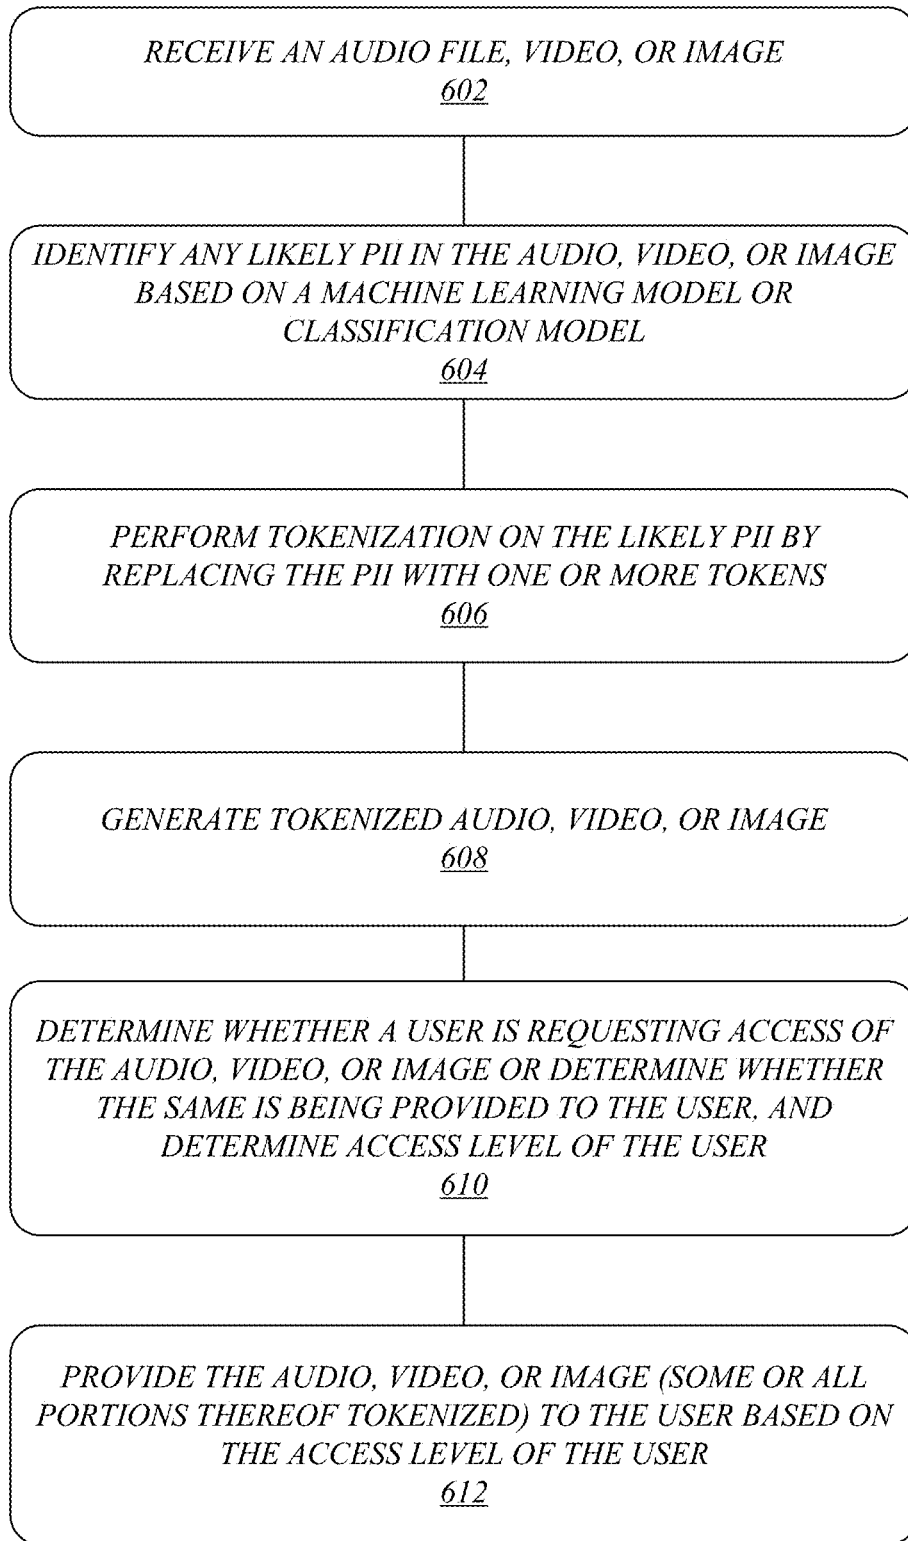 RECEIVE AN AUDIO FILE, VIDEO, OR IMAGE
602
IDENTIFY ANY LIKELY PII IN THE AUDIO, VIDEO, OR IMAGE
BASED ON A MACHINE LEARNING MODEL OR
CLASSIFICATION MODEL
604
PERFORM TOKENIZATION ON THE LIKELY PII BY
REPLACING THE PII WITH ONE OR MORE TOKENS
606
GENERATE TOKENIZED AUDIO, VIDEO, OR IMAGE
608
DETERMINE WHETHER A USER IS REQUESTING ACCESS OF
THE AUDIO, VIDEO, OR IMAGE OR DETERMINE WHETHER
THE SAME IS BEING PROVIDED TO THE USER, AND
DETERMINE ACCESS LEVEL OF THE USER
610
PROVIDE THE AUDIO, VIDEO, OR IMAGE (SOME OR ALL
PORTIONS THEREOF TOKENIZED) TO THE USER BASED ON
THE ACCESS LEVEL OF THE USER
612